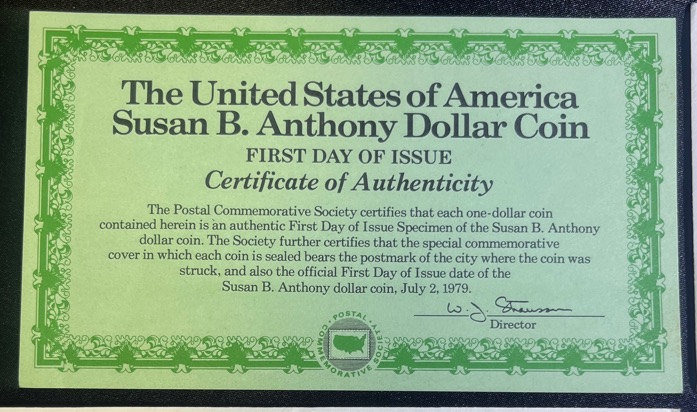 The United States of America
Susan B. Anthony Dollar Coin
FIRST DAY OF ISSUE
Certificate of Authenticity
The Postal Commemorative Society certifies that each one-dollar coin
contained herein is an authentic First Day of Issue Specimen of the Susan B. Anthony
dollar coin. The Society further certifies that the special commemorative
cover in which each coin is sealed bears the postmark of the city where the coin was
struck, and also the official First Day of Issue date of the
Susan B. Anthony dollar coin, July 2, 1979.
W. J.
Director
POSTAL COMMEMORATIVE SOCIETY